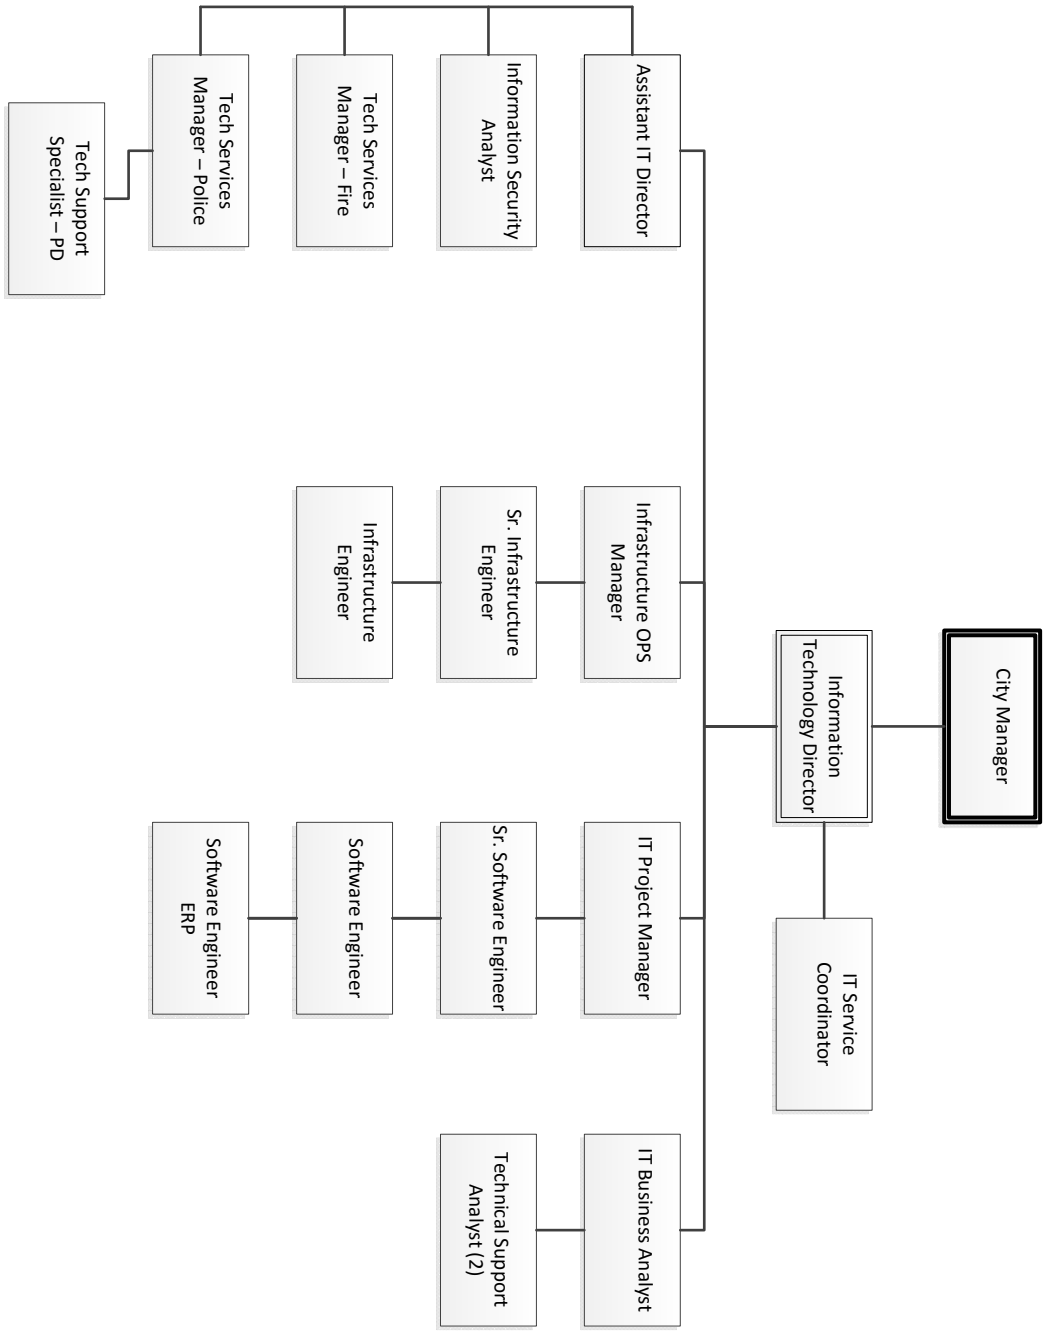 City Manager
Information
Technology Director
IT Service
Coordinator
Assistant IT Director
Infrastructure OPS
Manager
IT Project Manager
IT Business Analyst
Information Security
Analyst
Sr. Infrastructure
Engineer
Sr. Software Engineer
Technical Support
Analyst (2)
Tech Services
Manager – Fire
Infrastructure
Engineer
Software Engineer
Tech Services
Manager – Police
Software Engineer
ERP
Tech Support
Specialist – PD